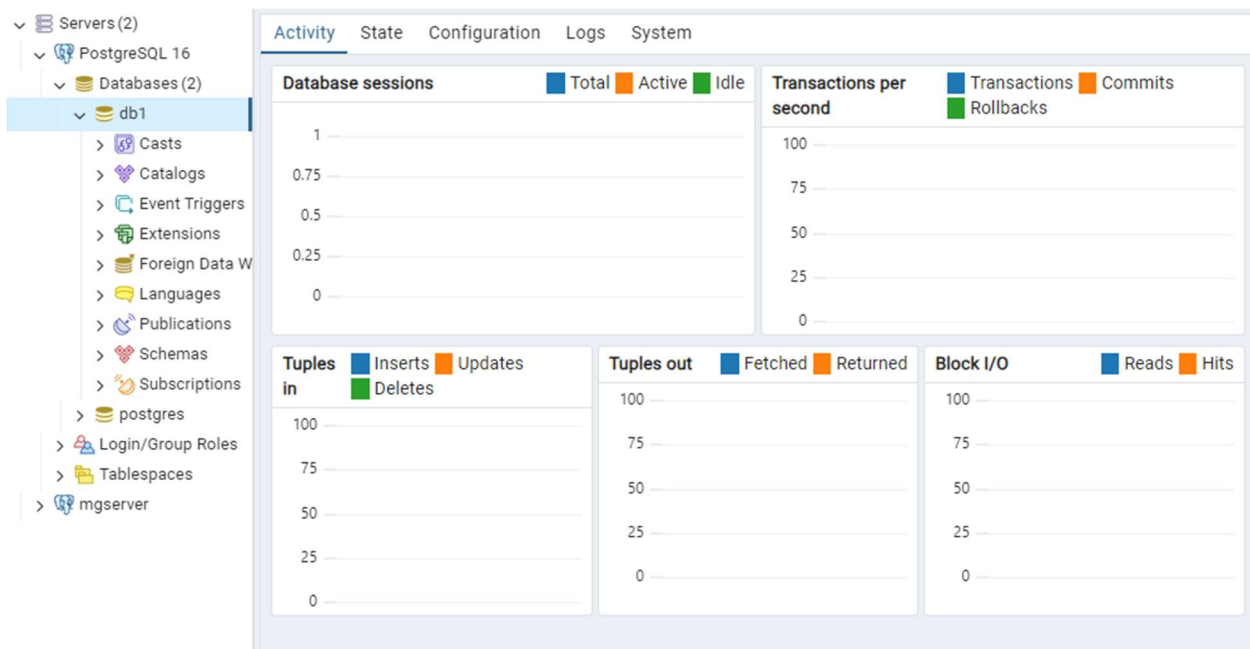 Servers (2)
PostgreSQL 16
Databases (2)
db1
Casts
Catalogs
Event Triggers
Extensions
Foreign Data W
Languages
Publications
Schemas
Subscriptions
postgres
Login/Group Roles
Tablespaces
mgserver
Activity State Configuration Logs System
Database sessions Total Active Idle
1
0.75
0.5
0.25
0
Transactions per second Transactions Commits
Rollbacks
100
75
50
25
0
Tuples in Inserts Updates
Deletes
100
75
50
25
0
Tuples out Fetched Returned
100
75
50
25
0
Block I/O Reads Hits
100
75
50
25
0